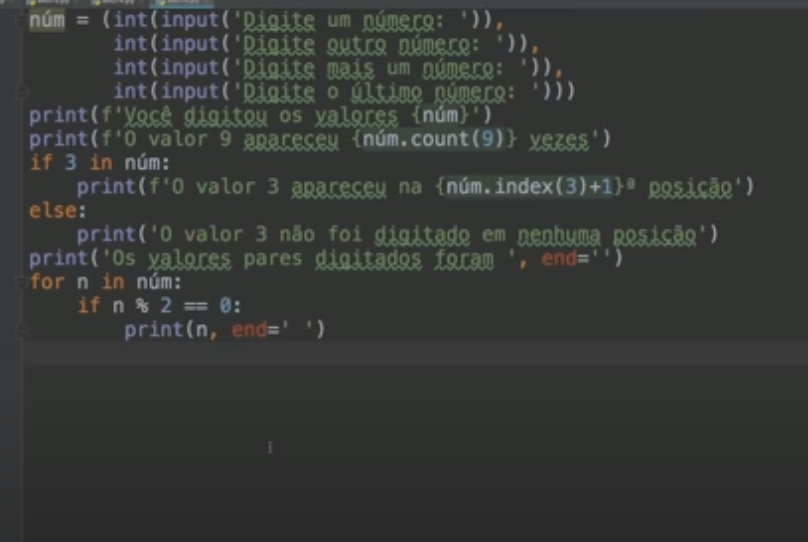 núm = (int(input('Digite um número: ')),
       int(input('Digite outro número: ')),
       int(input('Digite mais um número: ')),
       int(input('Digite o último número: ')))
print(f'Você digitou os valores {núm}')
print(f'O valor 9 apareceu {núm.count(9)} vezes')
if 3 in núm:
    print(f'O valor 3 apareceu na {núm.index(3)+1}ª posição')
else:
    print('O valor 3 não foi digitado em nenhuma posição')
print('Os valores pares digitados foram ', end='')
for n in núm:
    if n % 2 == 0:
        print(n, end=' ')